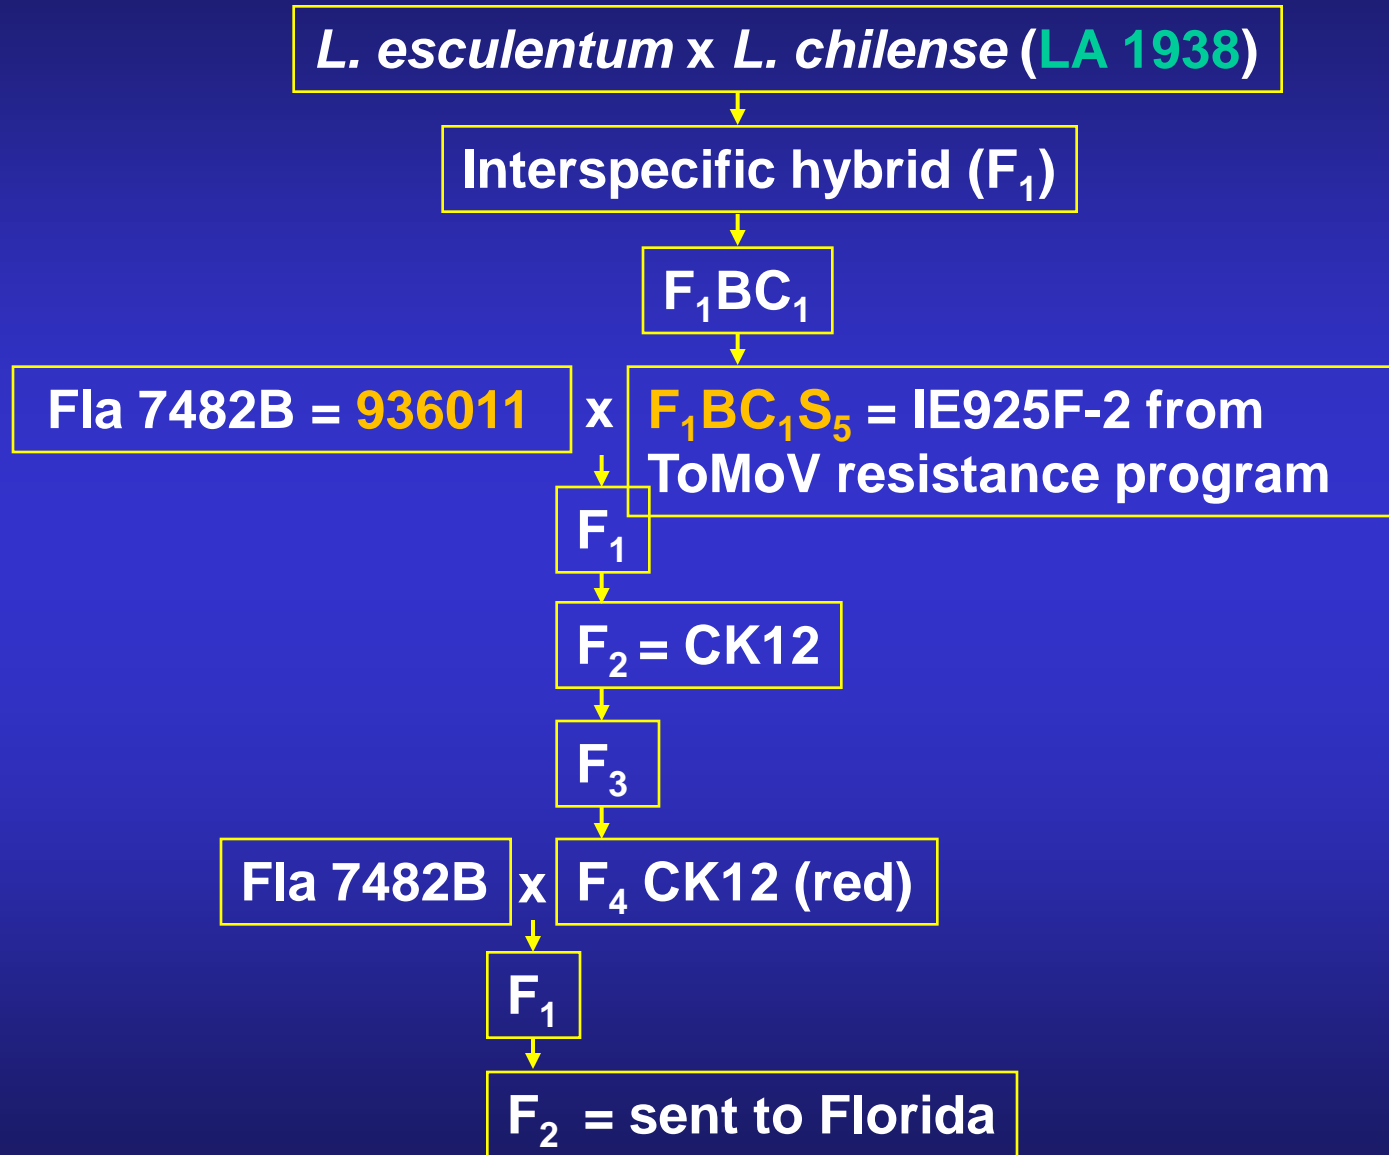 L. esculentum x L. chilense (LA 1938)
Interspecific hybrid (F₁)
F₁BC₁
Fla 7482B = 936011 x F₁BC₁S₅ = IE925F-2 from
ToMoV resistance program
F₁
F₂ = CK12
F₃
Fla 7482B x F₄ CK12 (red)
F₁
F₂ = sent to Florida